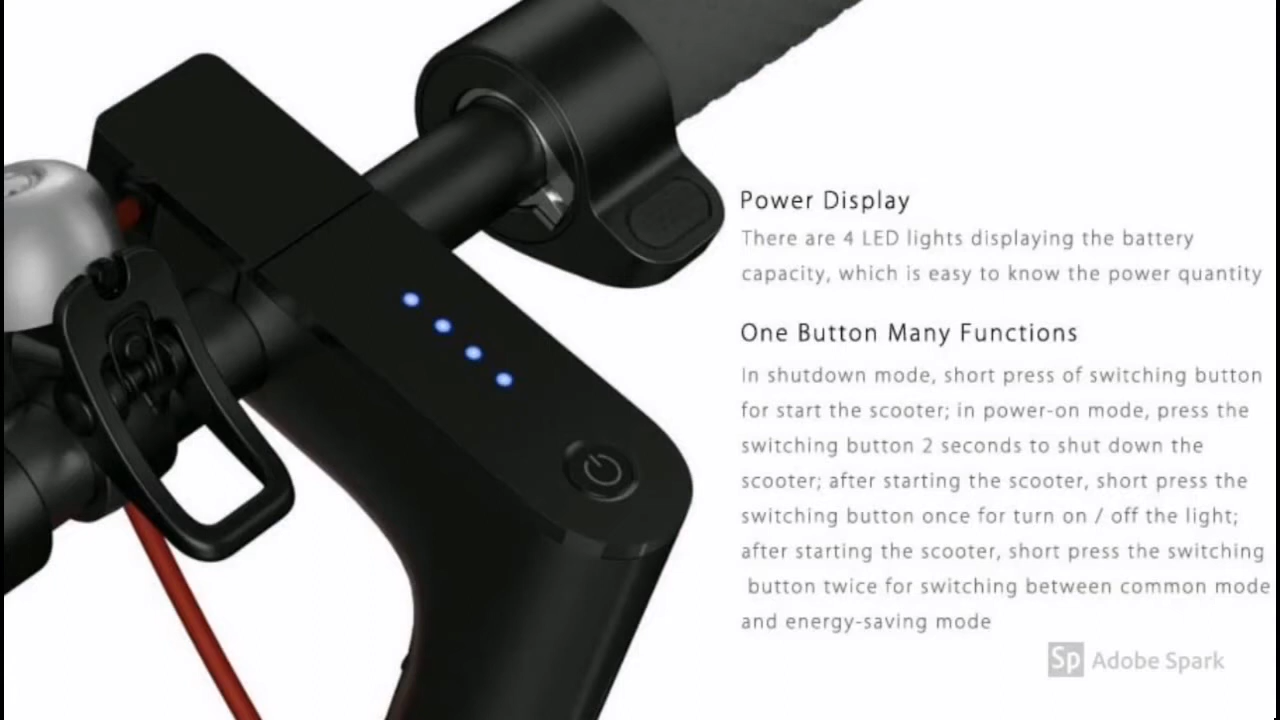 Power Display
There are 4 LED lights displaying the battery
capacity, which is easy to know the power quantity
One Button Many Functions
In shutdown mode, short press of switching button
for start the scooter; in power-on mode, press the
switching button 2 seconds to shut down the
scooter; after starting the scooter, short press the
switching button once for turn on / off the light;
after starting the scooter, short press the switching
button twice for switching between common mode
and energy-saving mode
Sp Adobe Spark